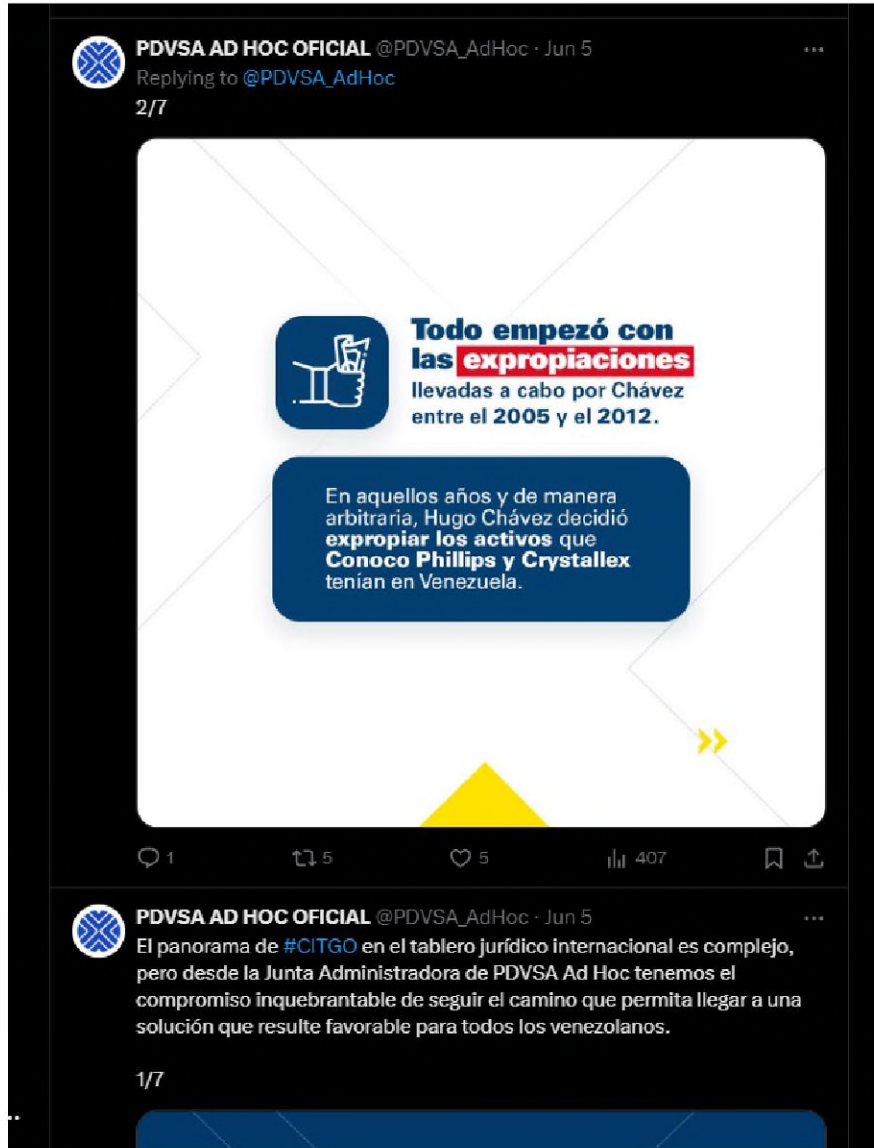 PDVSA AD HOC OFICIAL @PDVSA_AdHoc · Jun 5
Replying to @PDVSA_AdHoc
2/7
Todo empezó con
las expropiaciones
llevadas a cabo por Chávez
entre el 2005 y el 2012.
En aquellos años y de manera
arbitraria, Hugo Chávez decidió
expropiar los activos que
Conoco Phillips y Crystallex
tenían en Venezuela.
1 5 5 407
PDVSA AD HOC OFICIAL @PDVSA_AdHoc · Jun 5
El panorama de #CITGO en el tablero jurídico internacional es complejo,
pero desde la Junta Administradora de PDVSA Ad Hoc tenemos el
compromiso inquebrantable de seguir el camino que permita llegar a una
solución que resulte favorable para todos los venezolanos.
1/7